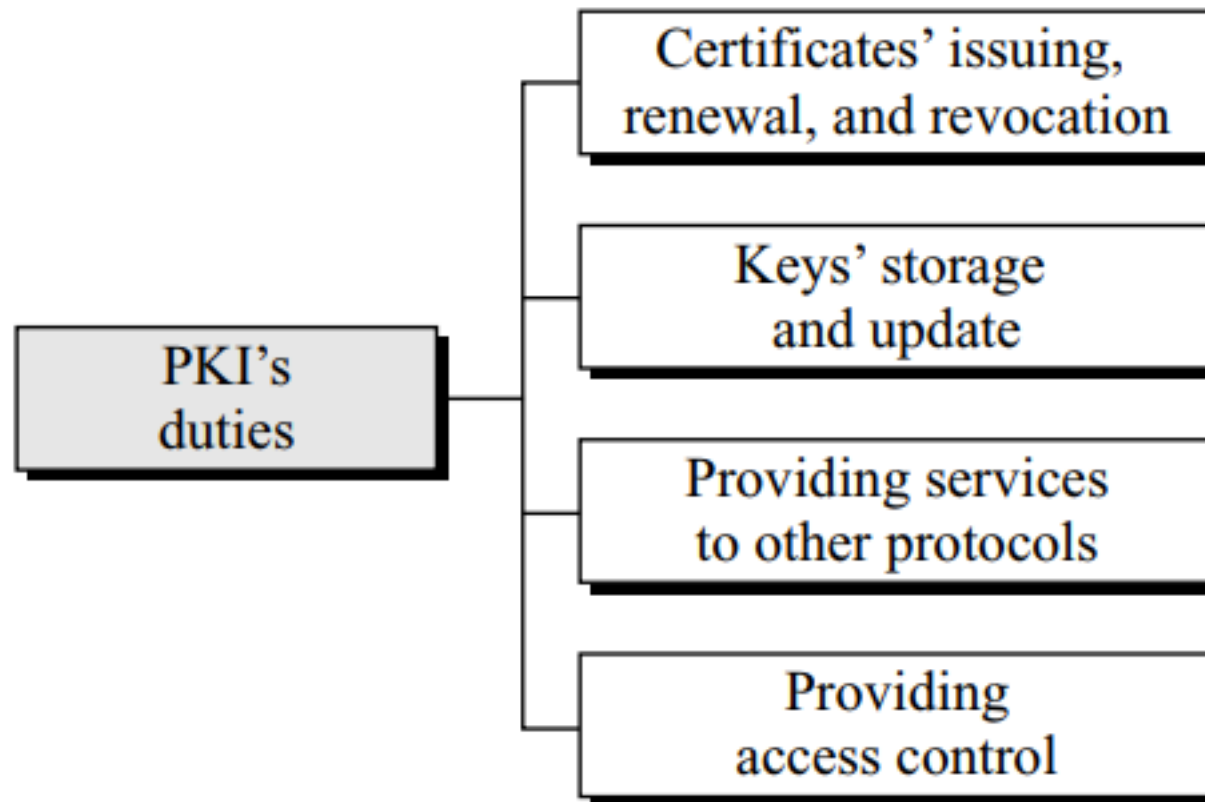 PKI’s
duties
Certificates’ issuing,
renewal, and revocation
Keys’ storage
and update
Providing services
to other protocols
Providing
access control